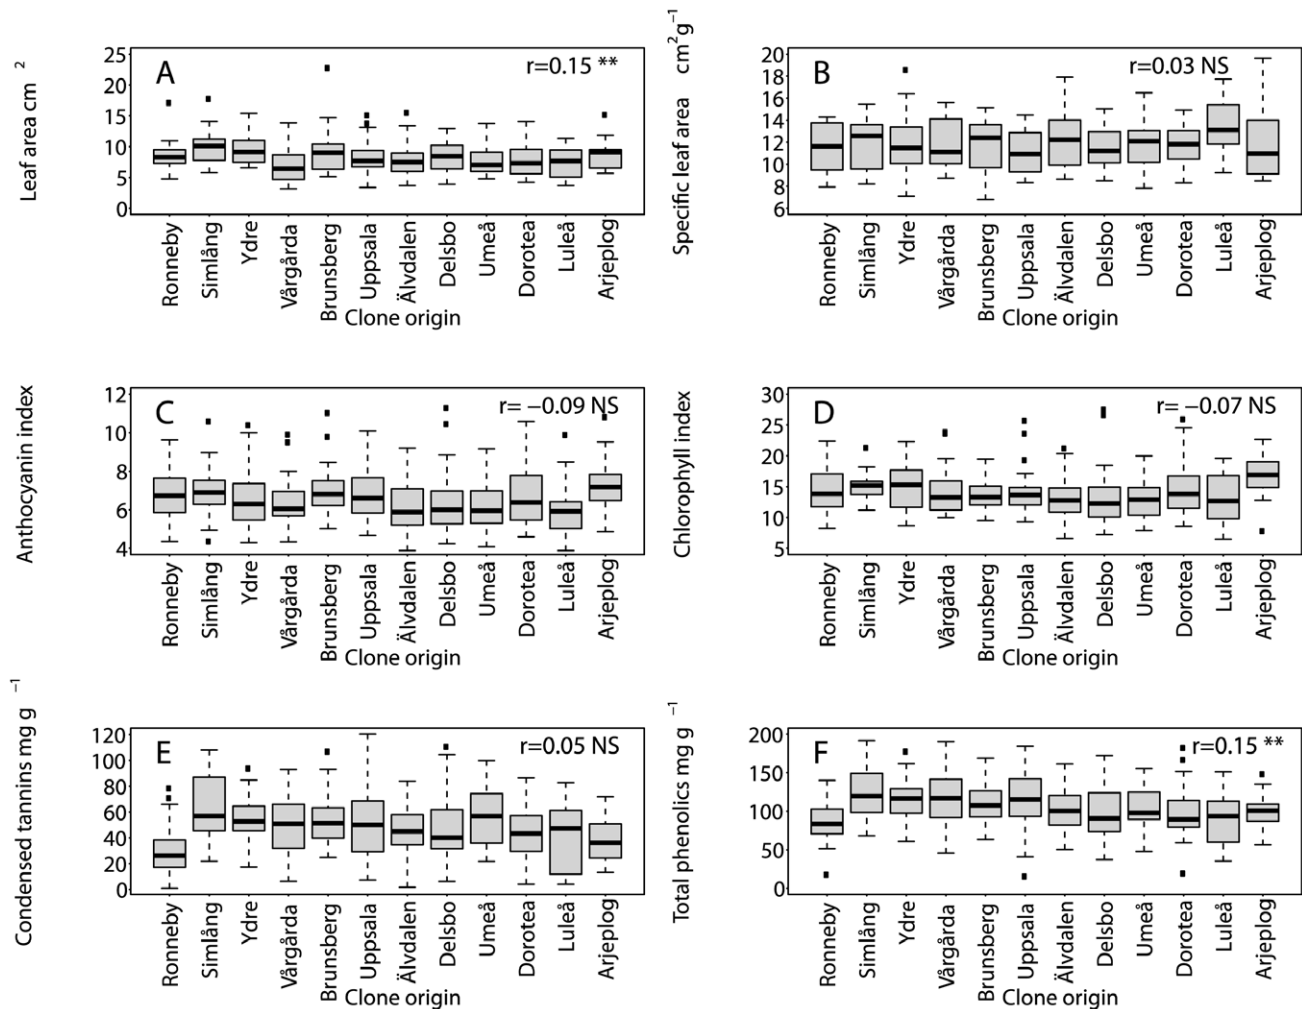 Leaf area cm 2
25
20
15
10
5
0
A
r=0.15 **
Ronneby
Simlång
Ydre
Vårgårda
Brunsberg
Uppsala
Älvdalen
Delsbo
Umeå
Dorotea
Luleå
Arjeplog
Clone origin
Specific leaf area cm2g−1
20
18
16
14
12
10
8
6
B
r=0.03 NS
Ronneby
Simlång
Ydre
Vårgårda
Brunsberg
Uppsala
Älvdalen
Delsbo
Umeå
Dorotea
Luleå
Arjeplog
Clone origin
Anthocyanin index
12
10
8
6
4
C
r= −0.09 NS
Ronneby
Simlång
Ydre
Vårgårda
Brunsberg
Uppsala
Älvdalen
Delsbo
Umeå
Dorotea
Luleå
Arjeplog
Clone origin
Chlorophyll index
30
25
20
15
10
5
D
r= −0.07 NS
Ronneby
Simlång
Ydre
Vårgårda
Brunsberg
Uppsala
Älvdalen
Delsbo
Umeå
Dorotea
Luleå
Arjeplog
Clone origin
Condensed tannins mg g −1
120
100
80
60
40
20
0
E
r=0.05 NS
Ronneby
Simlång
Ydre
Vårgårda
Brunsberg
Uppsala
Älvdalen
Delsbo
Umeå
Dorotea
Luleå
Arjeplog
Clone origin
Total phenolics mg g −1
200
150
100
50
0
F
r=0.15 **
Ronneby
Simlång
Ydre
Vårgårda
Brunsberg
Uppsala
Älvdalen
Delsbo
Umeå
Dorotea
Luleå
Arjeplog
Clone origin